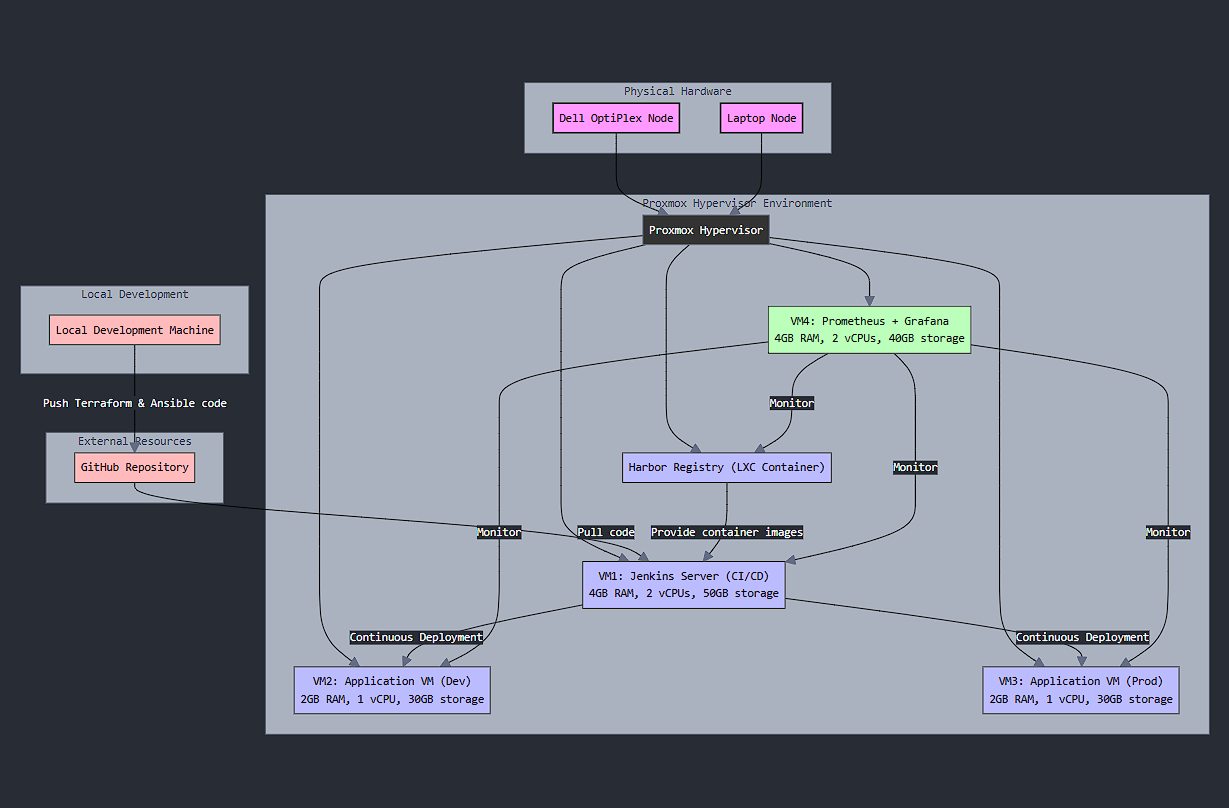 Physical Hardware
Dell OptiPlex Node
Laptop Node
Proxmox Hypervisor Environment
Proxmox Hypervisor
Local Development
Local Development Machine
VM4: Prometheus + Grafana
4GB RAM, 2 vCPUs, 40GB storage
Push Terraform & Ansible code
Monitor
External Resources
GitHub Repository
Harbor Registry (LXC Container)
Monitor
Monitor
Pull code
Provide container images
Monitor
VM1: Jenkins Server (CI/CD)
4GB RAM, 2 vCPUs, 50GB storage
Continuous Deployment
Continuous Deployment
VM2: Application VM (Dev)
2GB RAM, 1 vCPU, 30GB storage
VM3: Application VM (Prod)
2GB RAM, 1 vCPU, 30GB storage